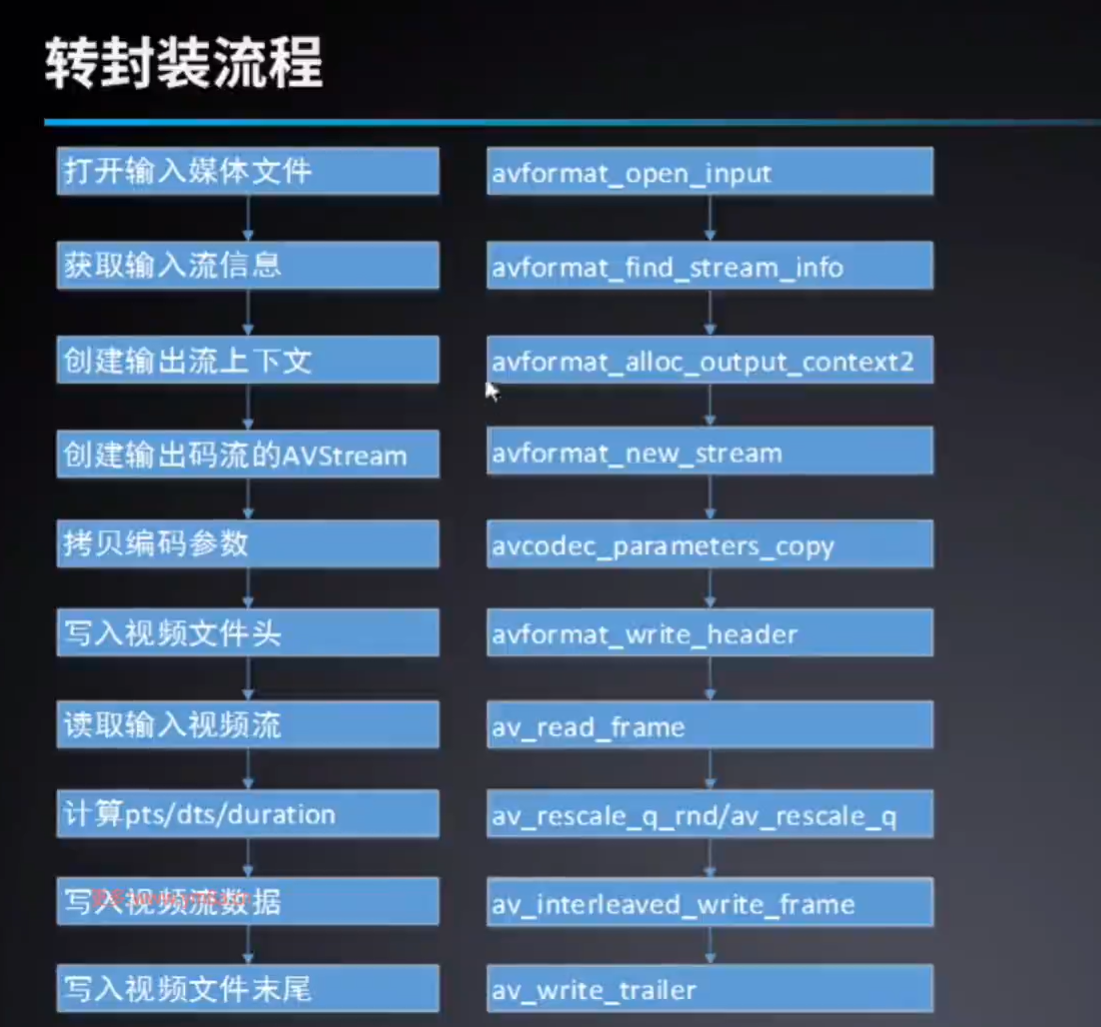 转封装流程
打开输入媒体文件
avformat_open_input
获取输入流信息
avformat_find_stream_info
创建输出流上下文
avformat_alloc_output_context2
创建输出码流的AVStream
avformat_new_stream
拷贝编码参数
avcodec_parameters_copy
写入视频文件头
avformat_write_header
读取输入视频流
av_read_frame
计算pts/dts/duration
av_rescale_q_rnd/av_rescale_q
写入视频流数据
av_interleaved_write_frame
写入视频文件末尾
av_write_trailer